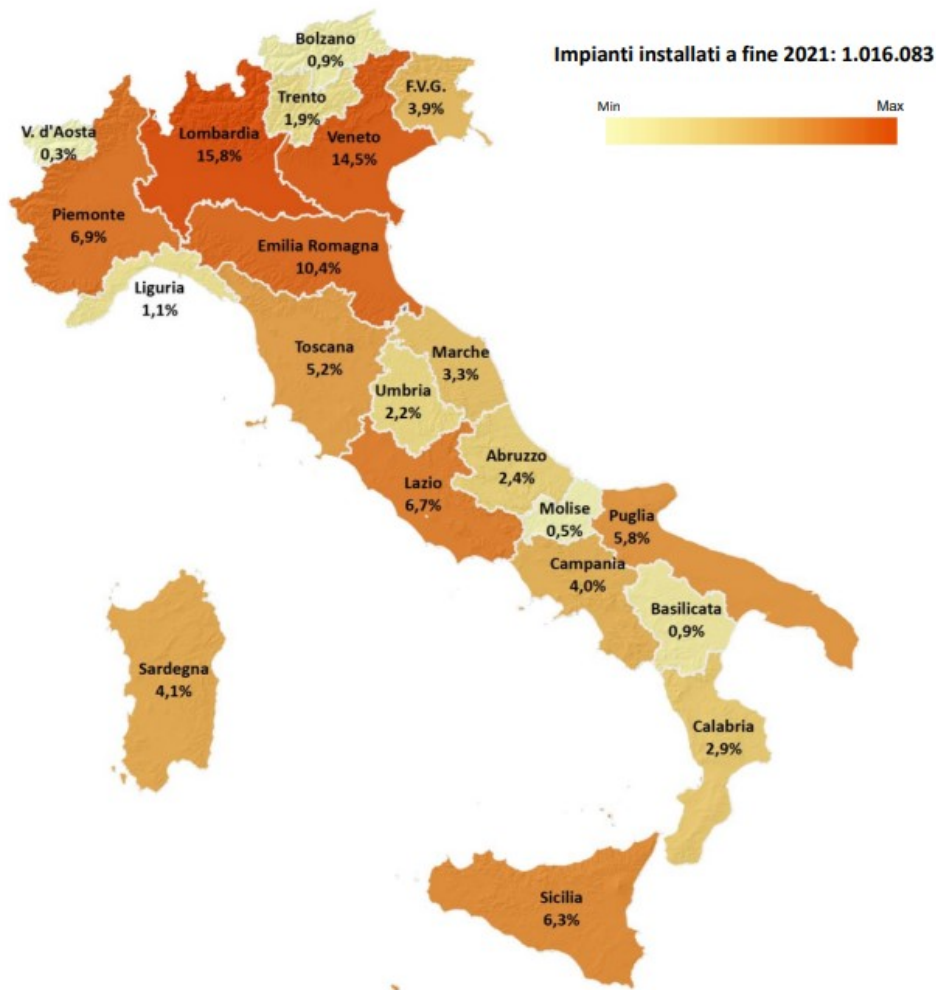 Impianti installati a fine 2021: 1.016.083
Min
Max
Bolzano
0,9%
Trento
1,9%
F.V.G.
3,9%
V. d'Aosta
0,3%
Lombardia
15,8%
Veneto
14,5%
Piemonte
6,9%
Emilia Romagna
10,4%
Liguria
1,1%
Toscana
5,2%
Marche
3,3%
Umbria
2,2%
Abruzzo
2,4%
Lazio
6,7%
Molise
0,5%
Puglia
5,8%
Campania
4,0%
Basilicata
0,9%
Sardegna
4,1%
Calabria
2,9%
Sicilia
6,3%